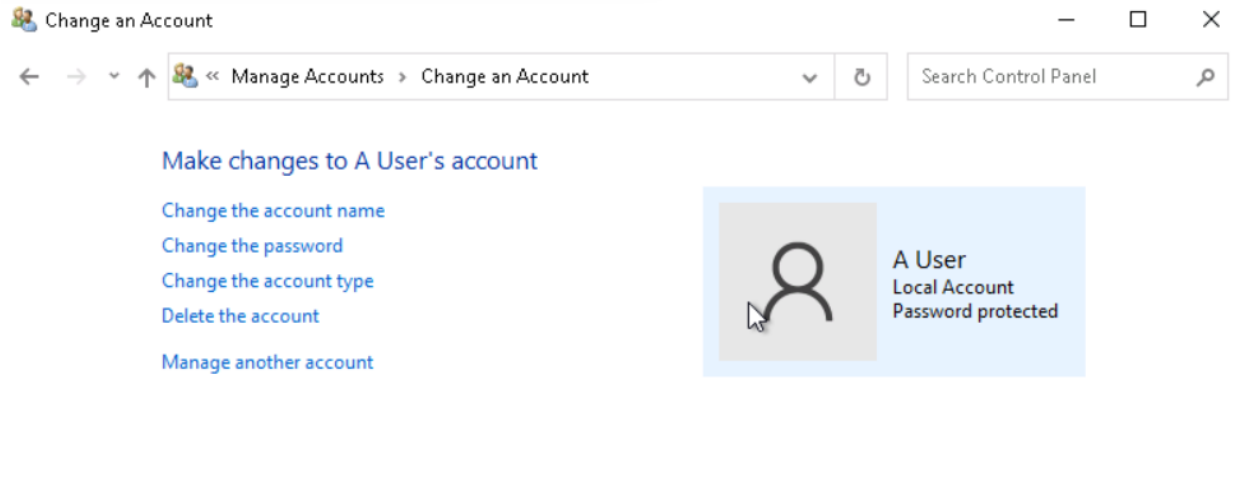 Change an Account
« Manage Accounts > Change an Account
Search Control Panel
Make changes to A User's account
Change the account name
Change the password
Change the account type
Delete the account
Manage another account
A User
Local Account
Password protected